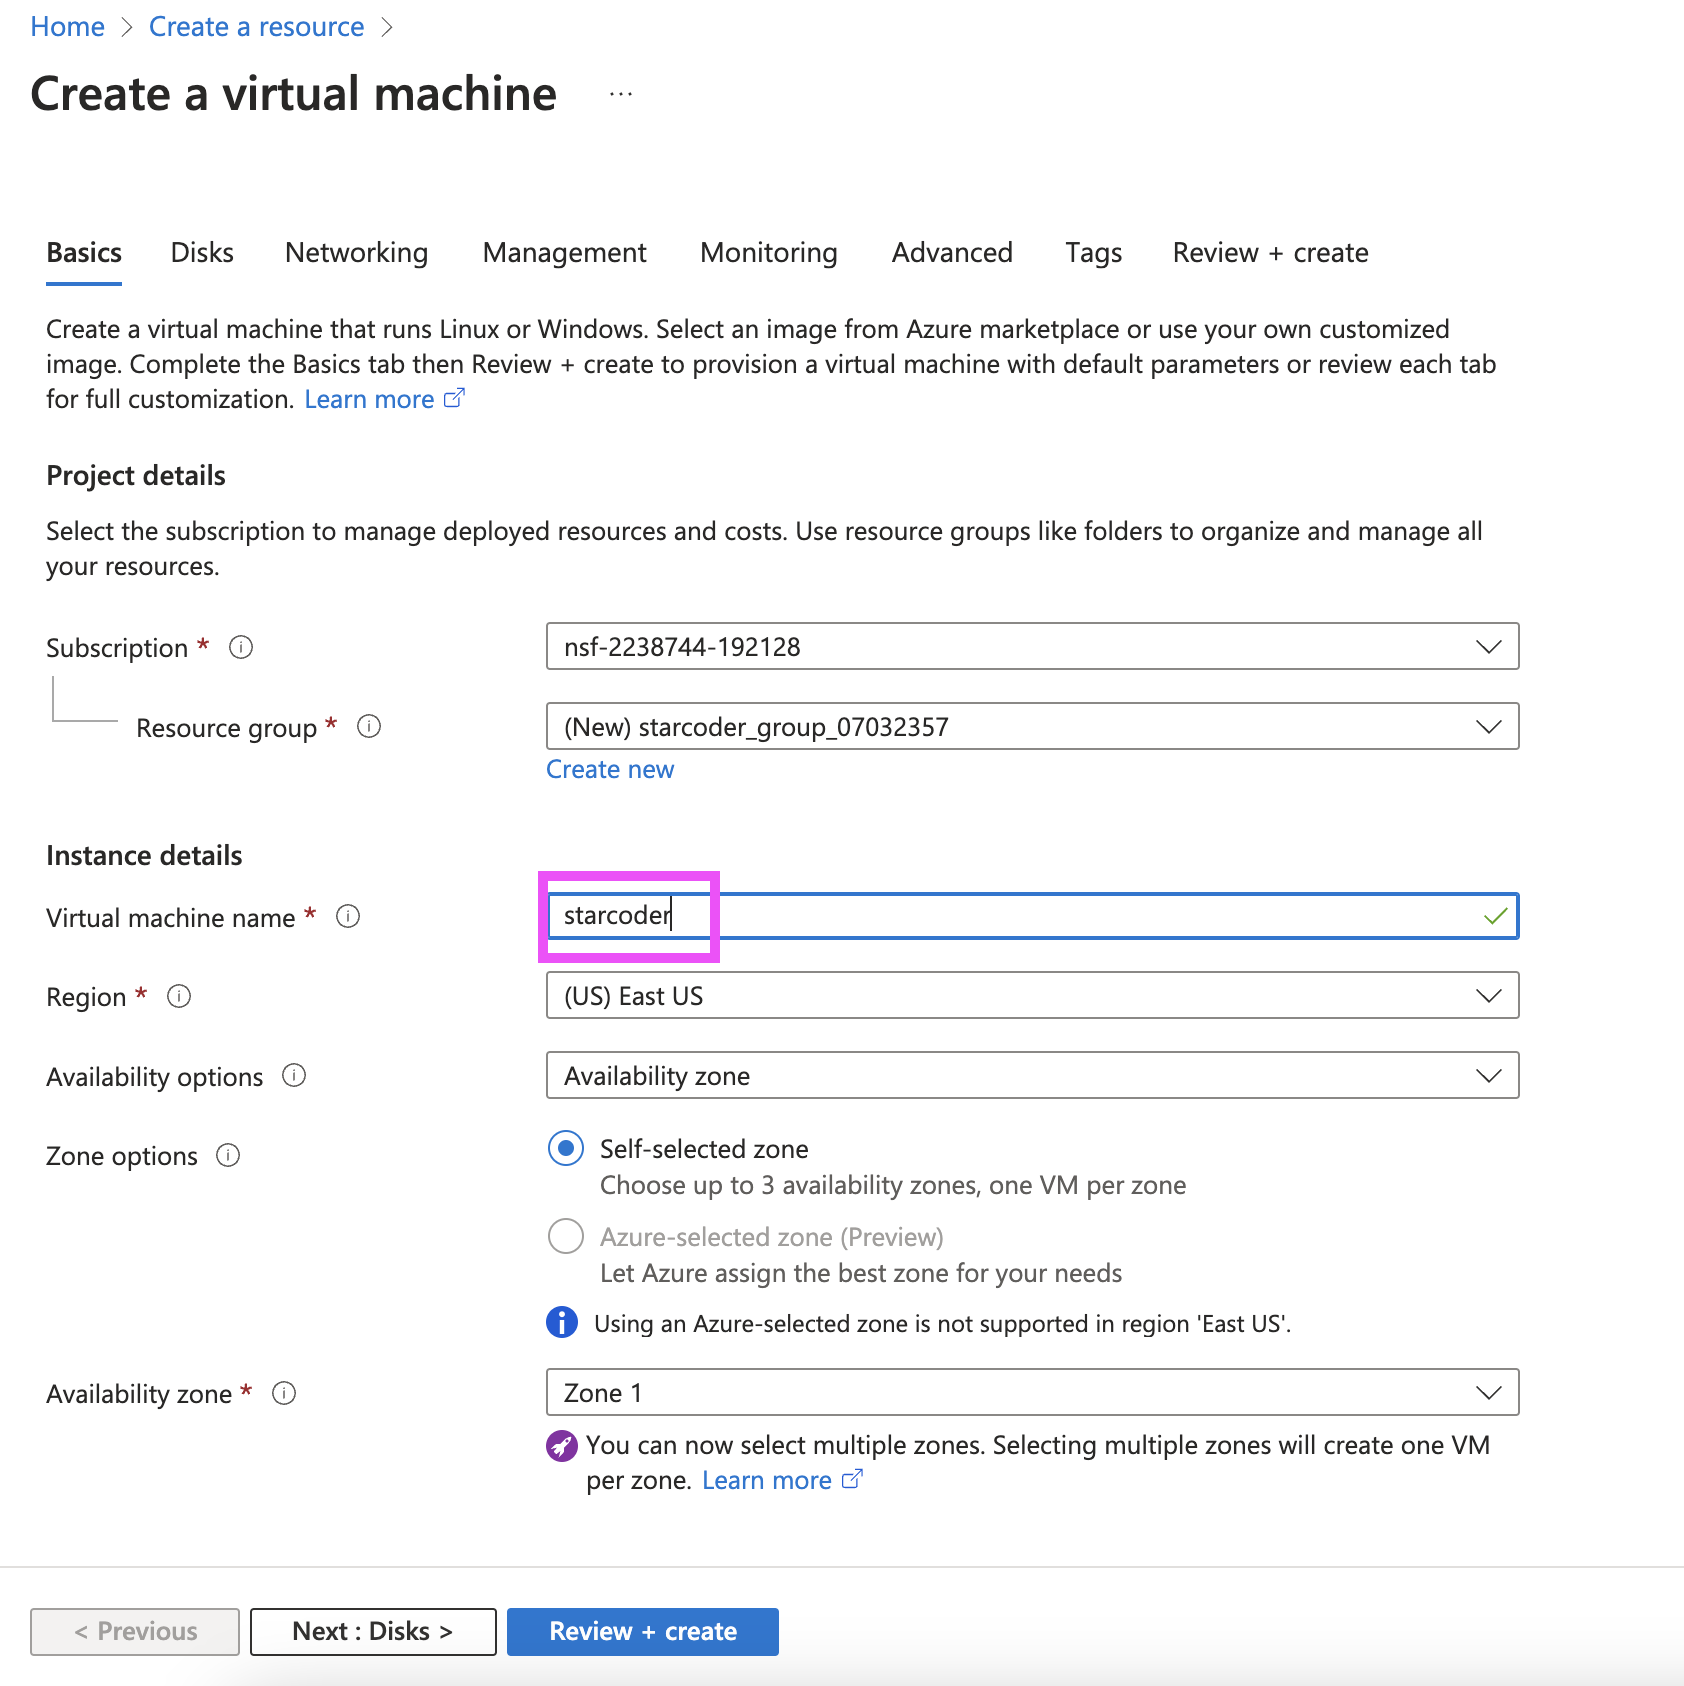 Home > Create a resource >
Create a virtual machine ...
Basics Disks Networking Management Monitoring Advanced Tags Review + create
Create a virtual machine that runs Linux or Windows. Select an image from Azure marketplace or use your own customized
image. Complete the Basics tab then Review + create to provision a virtual machine with default parameters or review each tab
for full customization. Learn more
Project details
Select the subscription to manage deployed resources and costs. Use resource groups like folders to organize and manage all
your resources.
Subscription * nsf-2238744-192128
Resource group * (New) starcoder_group_07032357
Create new
Instance details
Virtual machine name * starcoder
Region * (US) East US
Availability options Availability zone
Zone options Self-selected zone
Choose up to 3 availability zones, one VM per zone
Azure-selected zone (Preview)
Let Azure assign the best zone for your needs
Using an Azure-selected zone is not supported in region 'East US'.
Availability zone * Zone 1
You can now select multiple zones. Selecting multiple zones will create one VM
per zone. Learn more
< Previous Next : Disks > Review + create